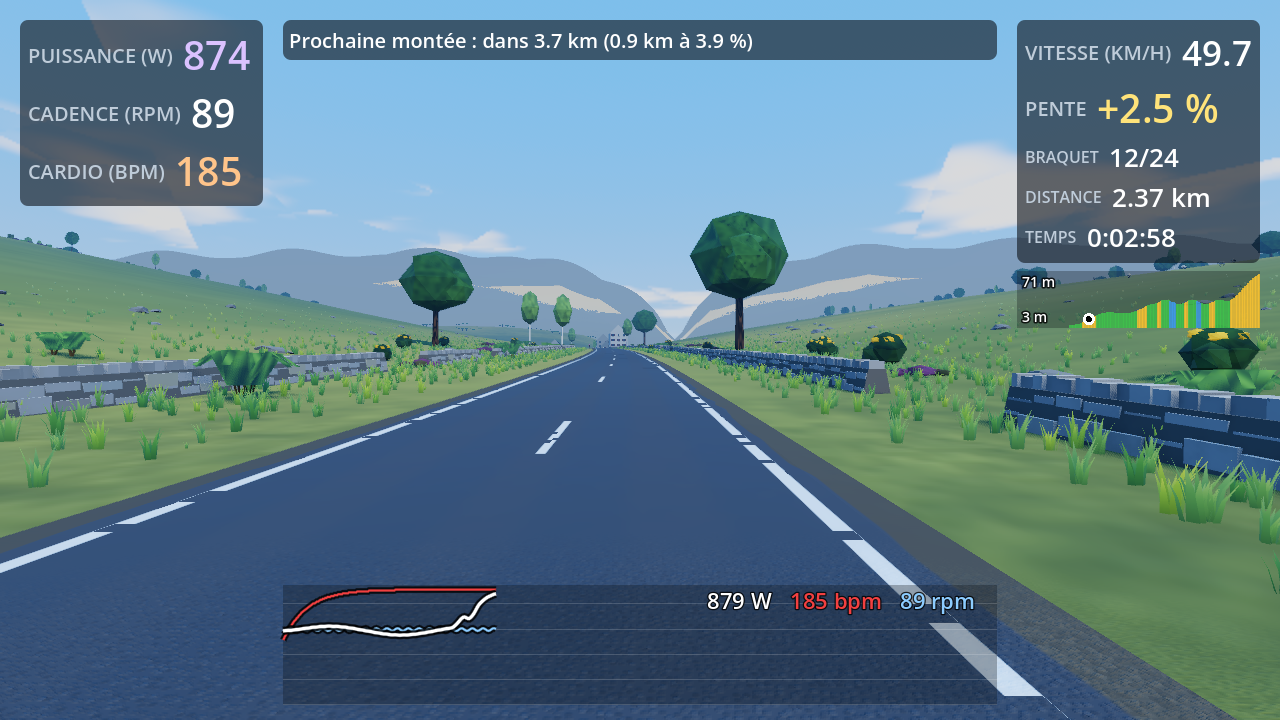 PUISSANCE (W) 874
CADENCE (RPM) 89
CARDIO (BPM) 185
Prochaine montée : dans 3.7 km (0.9 km à 3.9 %)
VITESSE (KM/H) 49.7
PENTE +2.5 %
BRAQUET 12/24
DISTANCE 2.37 km
TEMPS 0:02:58
71 m
3 m
879 W 185 bpm 89 rpm